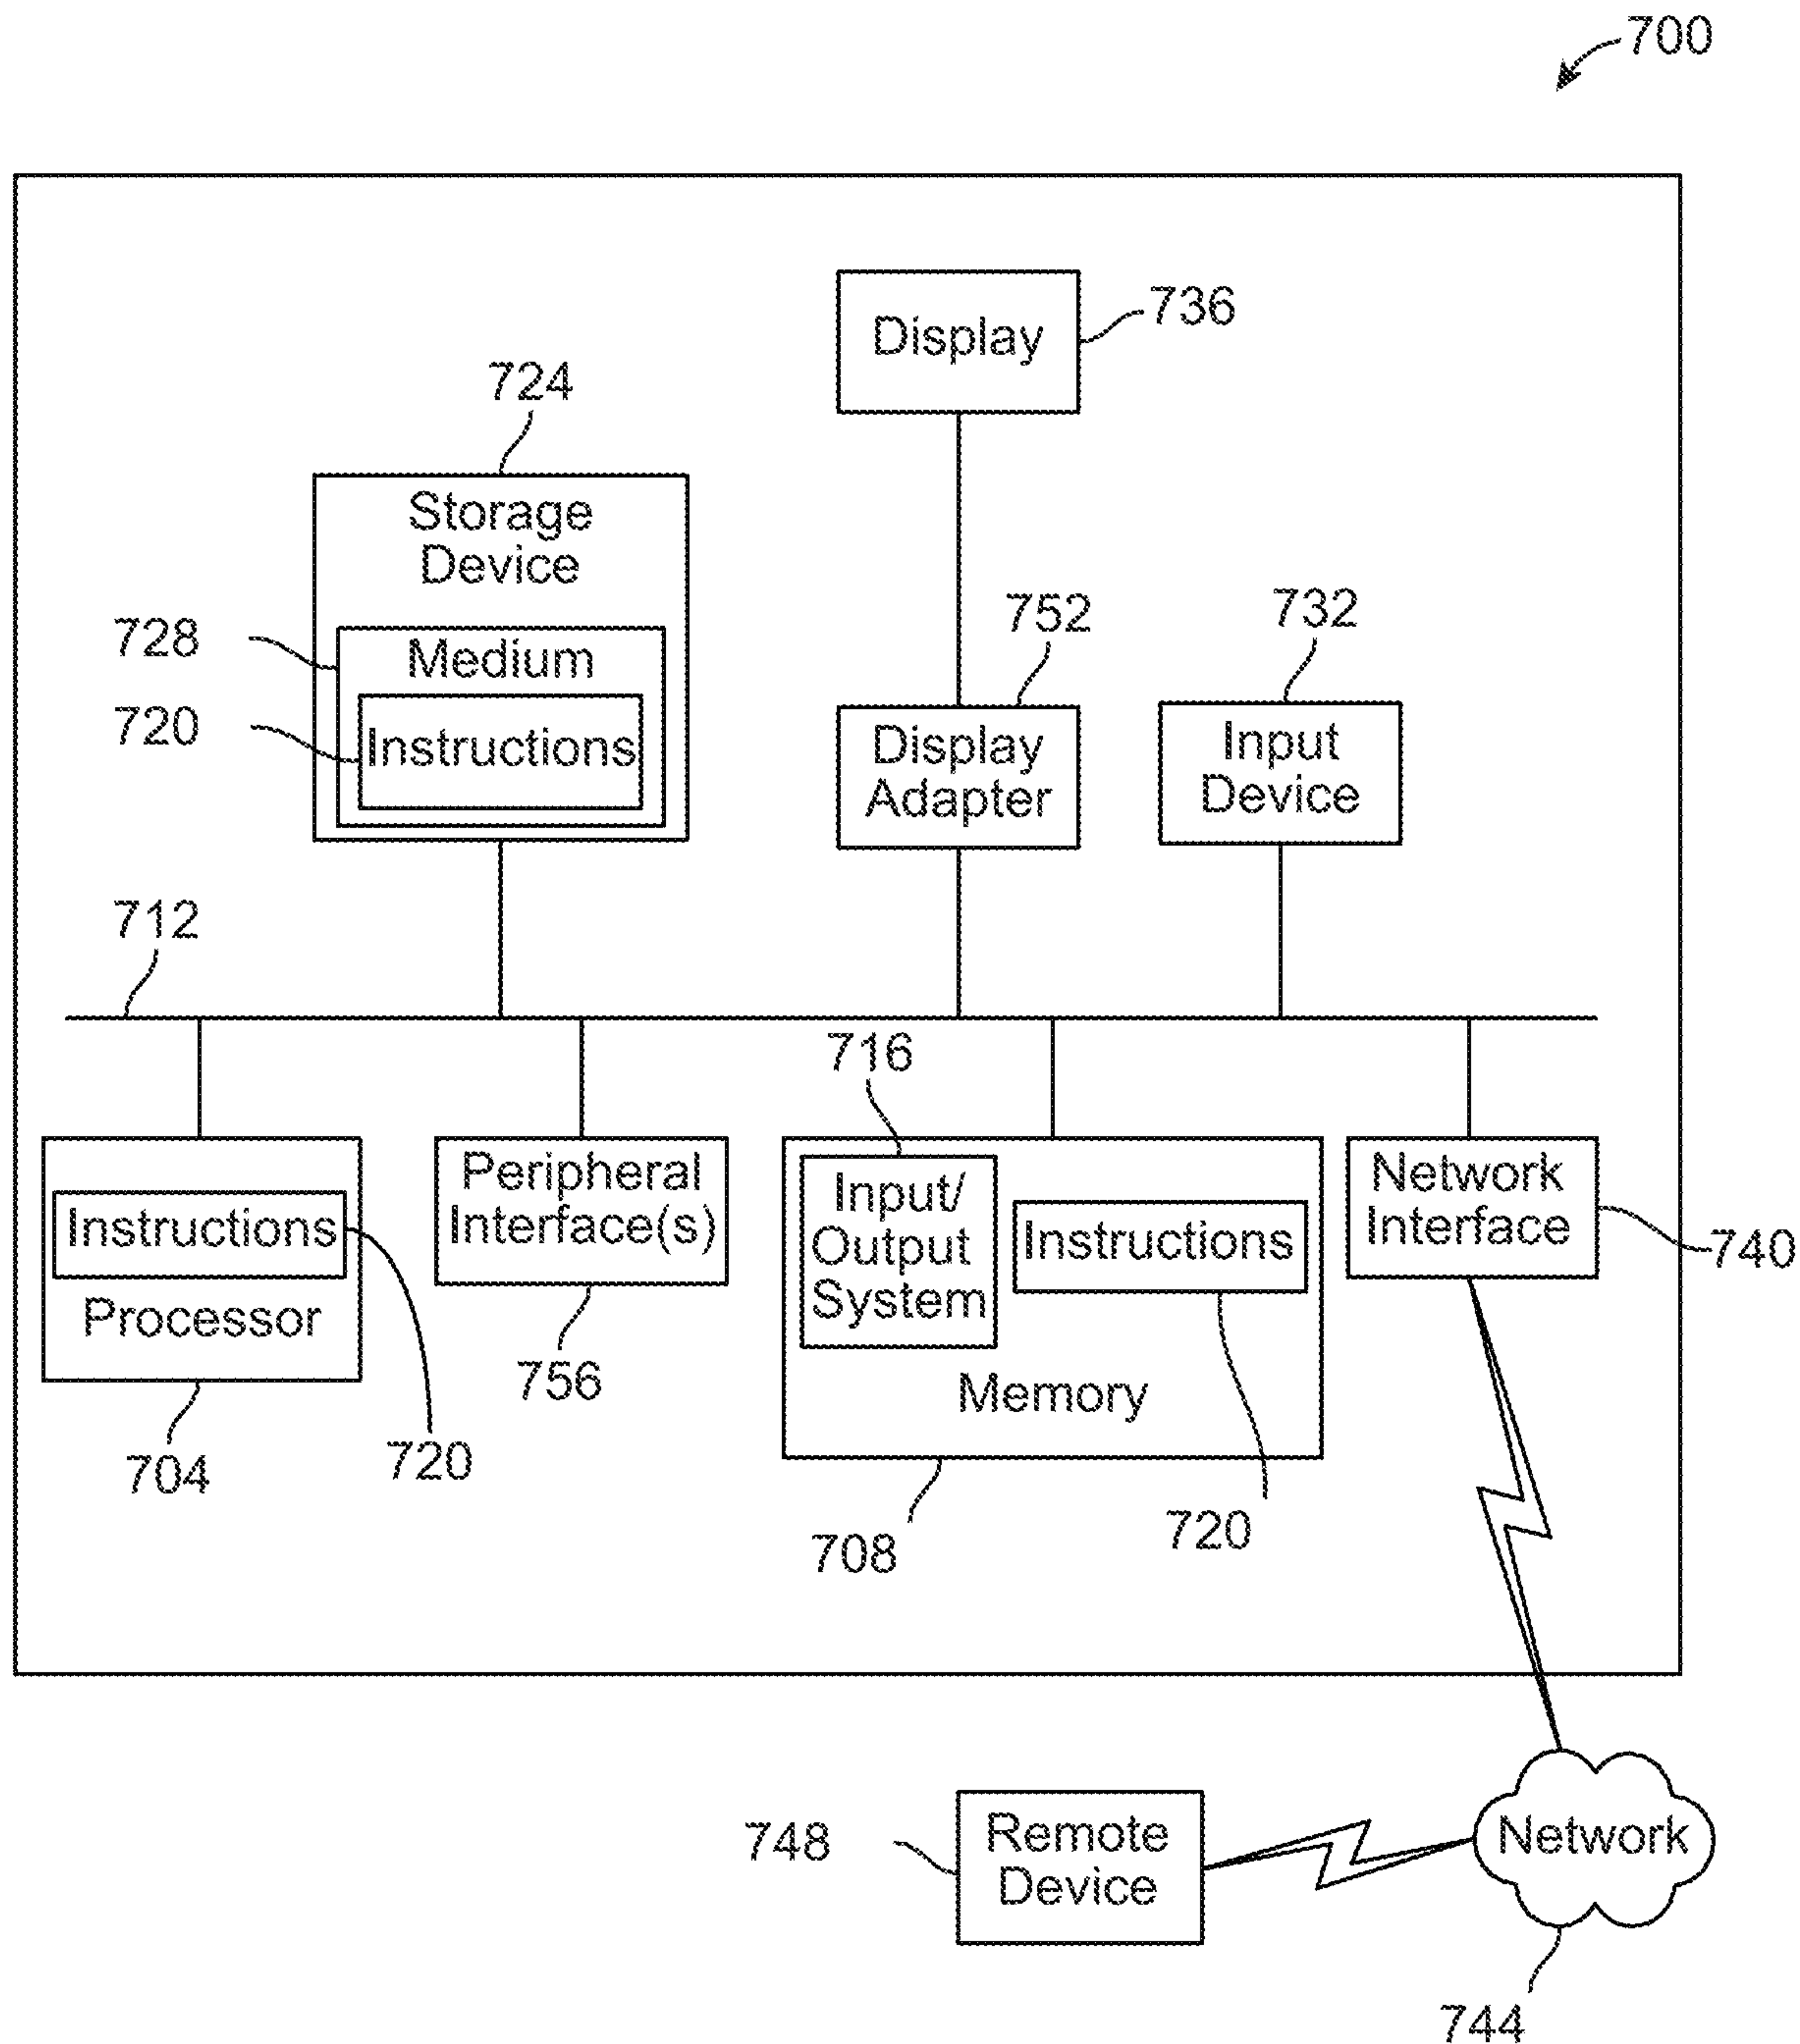 700
Display
736
724
Storage
Device
728
Medium
720
Instructions
752
Display
Adapter
732
Input
Device
712
716
Instructions
Processor
704
720
Peripheral
Interface(s)
756
Input/
Output
System
Instructions
Memory
708
720
Network
Interface
740
748
Remote
Device
Network
744